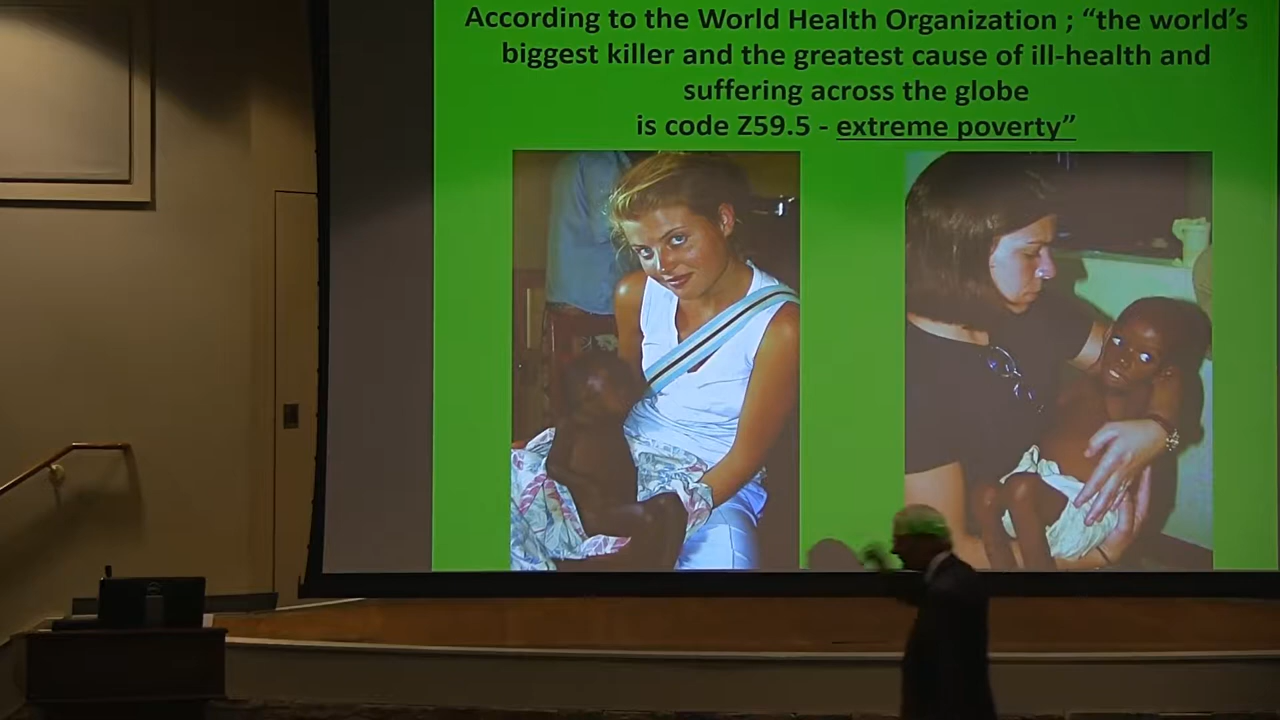 According to the World Health Organization ; “the world’s
biggest killer and the greatest cause of ill-health and
suffering across the globe
is code Z59.5 - extreme poverty”